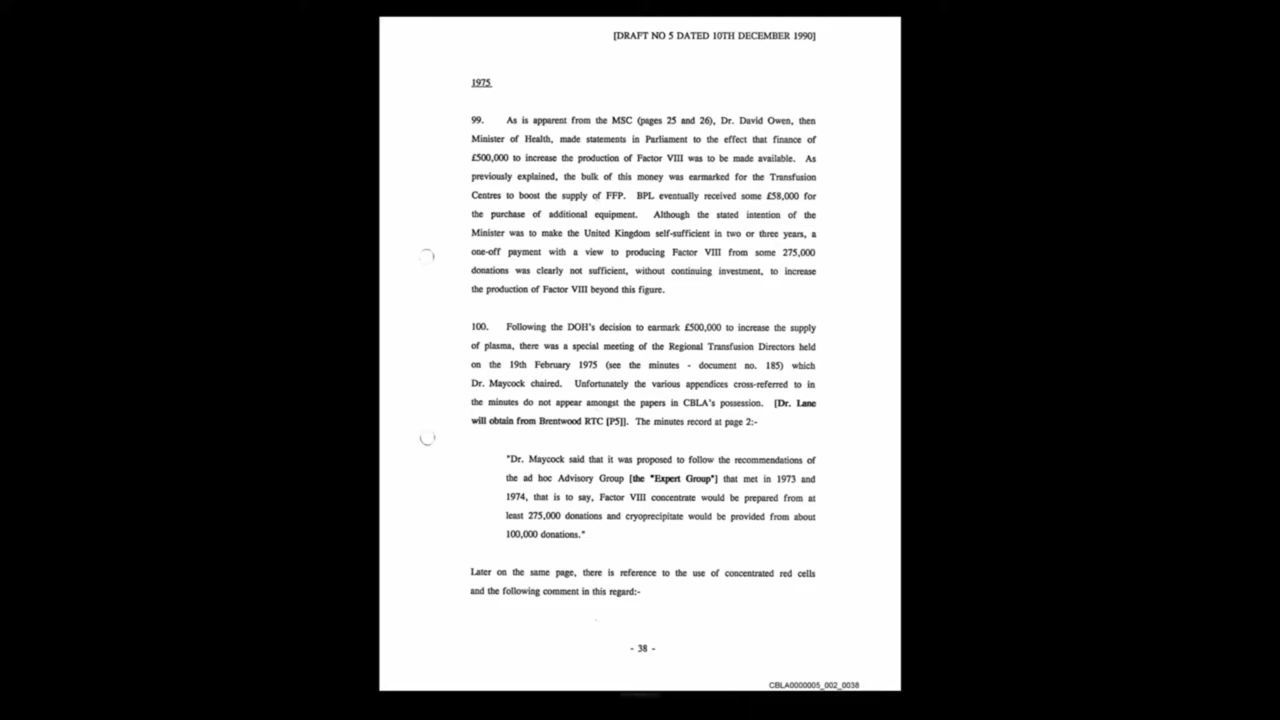 [DRAFT NO 5 DATED 10TH DECEMBER 1990]
1975
99. As is apparent from the MSC (pages 25 and 26), Dr. David Owen, then
Minister of Health, made statements in Parliament to the effect that finance of
£500,000 to increase the production of Factor VIII was to be made available. As
previously explained, the bulk of this money was earmarked for the Transfusion
Centres to boost the supply of FFP. BPL eventually received some £58,000 for
the purchase of additional equipment. Although the stated intention of the
Minister was to make the United Kingdom self-sufficient in two or three years, a
one-off payment with a view to producing Factor VIII from some 275,000
donations was clearly not sufficient, without continuing investment, to increase
the production of Factor VIII beyond this figure.
100. Following the DOH's decision to earmark £500,000 to increase the supply
of plasma, there was a special meeting of the Regional Transfusion Directors held
on the 19th February 1975 (see the minutes - document no. 185) which
Dr. Maycock chaired. Unfortunately the various appendices cross-referred to in
the minutes do not appear amongst the papers in CBLA's possession. [Dr. Lane
will obtain from Brentwood RTC [P5]]. The minutes record at page 2:-
"Dr. Maycock said that it was proposed to follow the recommendations of
the ad hoc Advisory Group [the "Expert Group"] that met in 1973 and
1974, that is to say, Factor VIII concentrate would be prepared from at
least 275,000 donations and cryoprecipitate would be provided from about
100,000 donations."
Later on the same page, there is reference to the use of concentrated red cells
and the following comment in this regard:-
- 38 -
CBLA0000005_002_0038